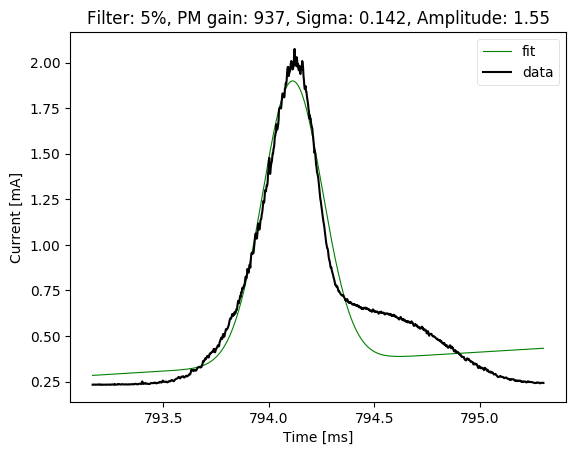 Filter: 5%, PM gain: 937, Sigma: 0.142, Amplitude: 1.55
fit
data
Current [mA]
2.00
1.75
1.50
1.25
1.00
0.75
0.50
0.25
793.5 794.0 794.5 795.0
Time [ms]